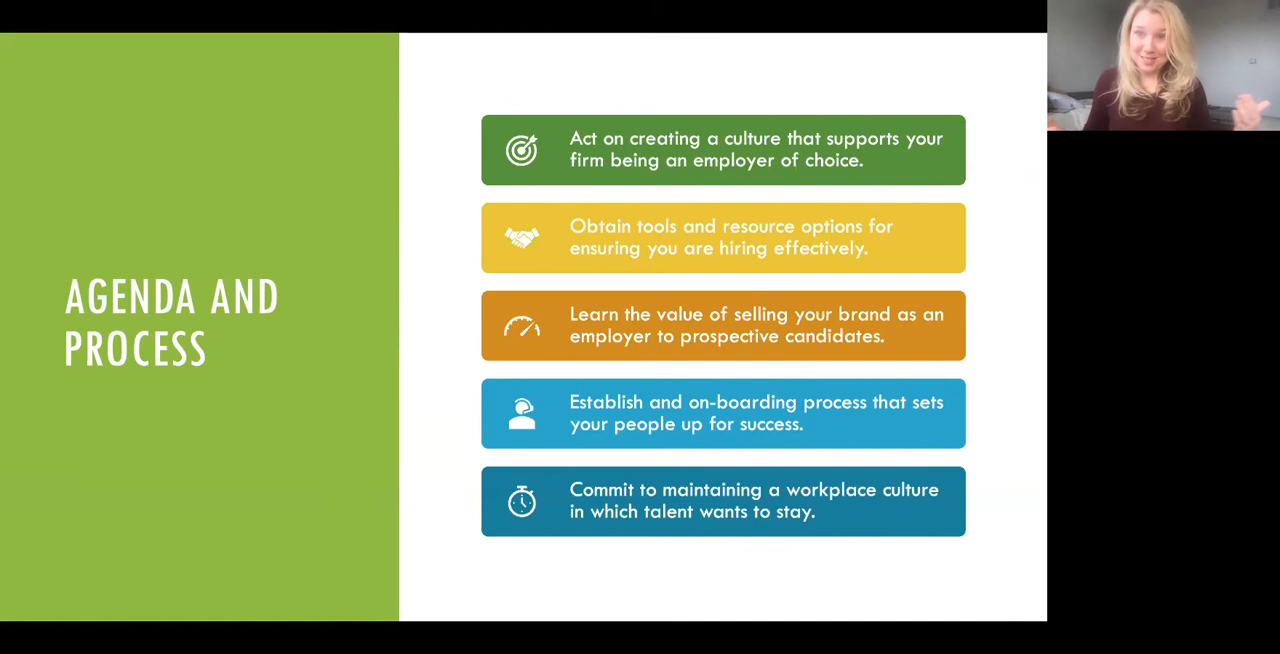 AGENDA AND
PROCESS
Act on creating a culture that supports your
firm being an employer of choice.
Obtain tools and resource options for
ensuring you are hiring effectively.
Learn the value of selling your brand as an
employer to prospective candidates.
Establish and on-boarding process that sets
your people up for success.
Commit to maintaining a workplace culture
in which talent wants to stay.